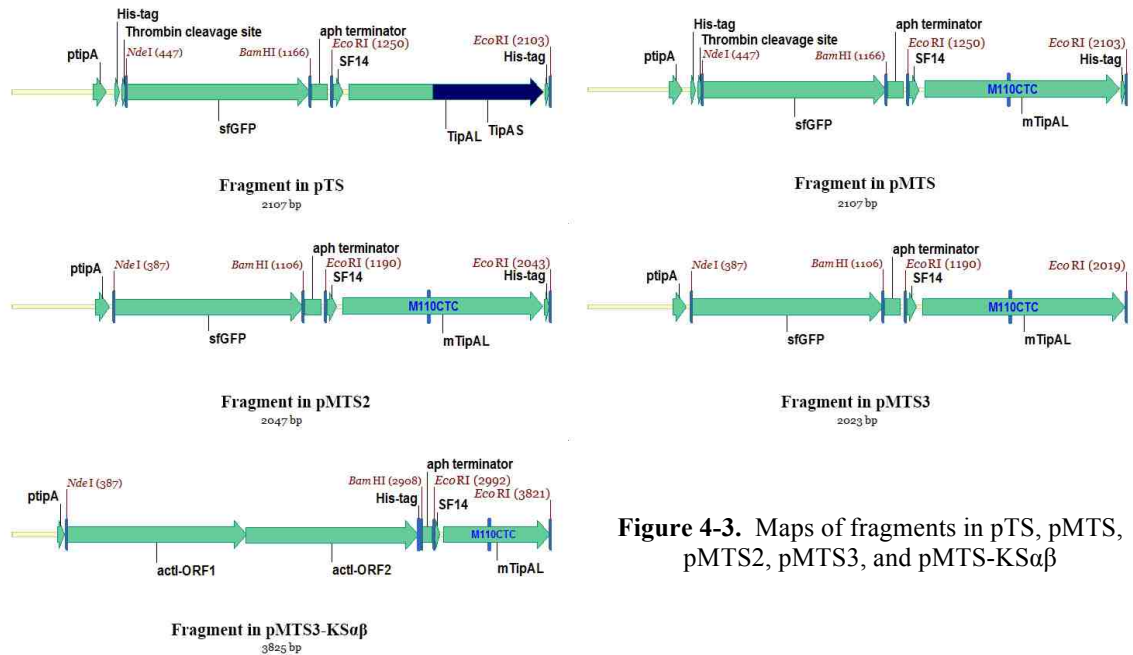 His-tag
Thrombin cleavage site
ptipA
NdeI (447)
BamHI (1166)
aph terminator
EcoRI (1250)
SF14
EcoRI (2103)
His-tag
sfGFP
TipAL
TipAS
Fragment in pTS
2107 bp
His-tag
Thrombin cleavage site
ptipA
NdeI (447)
BamHI (1166)
aph terminator
EcoRI (1250)
SF14
EcoRI (2103)
His-tag
M110CTC
sfGFP
mTipAL
Fragment in pMTS
2107 bp
ptipA
NdeI (387)
BamHI (1106)
aph terminator
EcoRI (1190)
SF14
EcoRI (2043)
His-tag
M110CTC
sfGFP
mTipAL
Fragment in pMTS2
2047 bp
ptipA
NdeI (387)
BamHI (1106)
aph terminator
EcoRI (1190)
SF14
EcoRI (2019)
M110CTC
sfGFP
mTipAL
Fragment in pMTS3
2023 bp
ptipA
NdeI (387)
BamHI (2908)
His-tag
aph terminator
EcoRI (2992)
SF14
EcoRI (3821)
M110CTC
actI-ORF1
actI-ORF2
mTipAL
Fragment in pMTS3-KSαβ
3825 bp
Figure 4-3. Maps of fragments in pTS, pMTS,
pMTS2, pMTS3, and pMTS-KSαβ